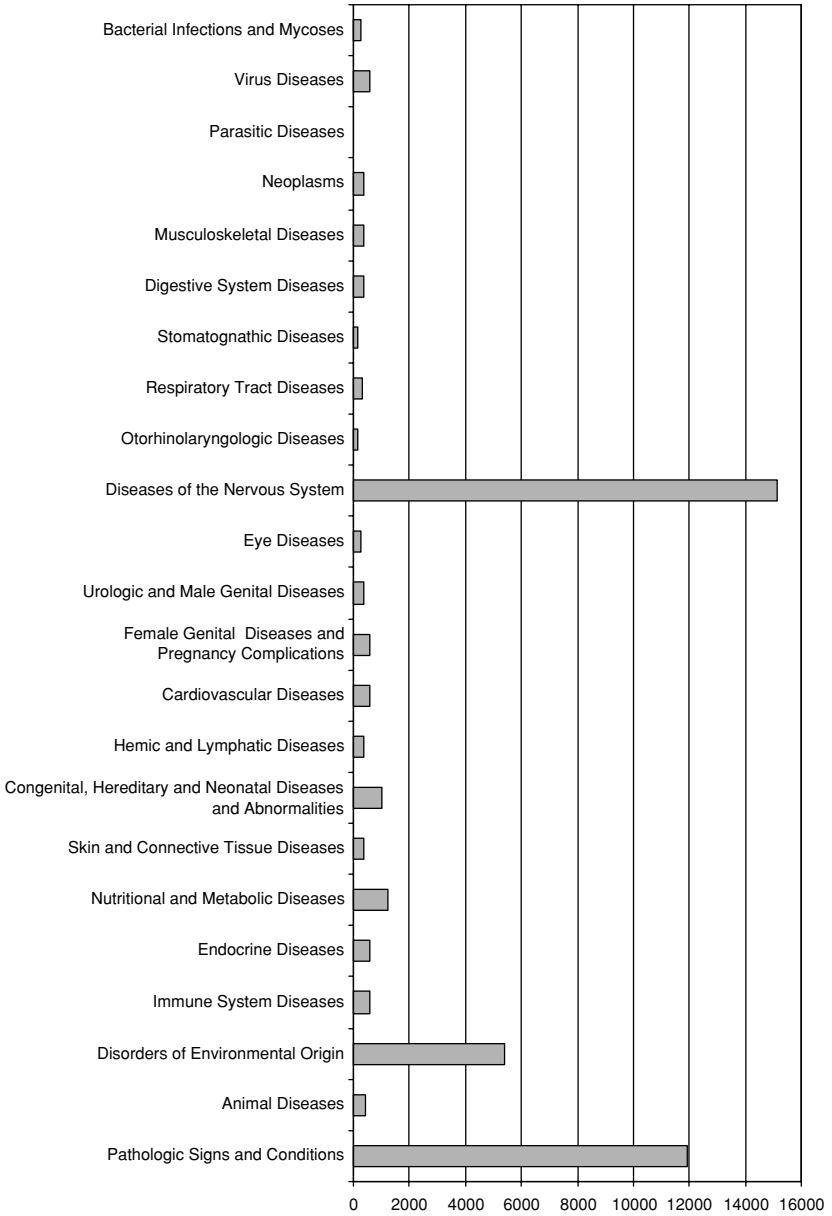 Bacterial Infections and Mycoses
Virus Diseases
Parasitic Diseases
Neoplasms
Musculoskeletal Diseases
Digestive System Diseases
Stomatognathic Diseases
Respiratory Tract Diseases
Otorhinolaryngologic Diseases
Diseases of the Nervous System
Eye Diseases
Urologic and Male Genital Diseases
Female Genital  Diseases and
Pregnancy Complications
Cardiovascular Diseases
Hemic and Lymphatic Diseases
Congenital, Hereditary and Neonatal Diseases
and Abnormalities
Skin and Connective Tissue Diseases
Nutritional and Metabolic Diseases
Endocrine Diseases
Immune System Diseases
Disorders of Environmental Origin
Animal Diseases
Pathologic Signs and Conditions
0 2000 4000 6000 8000 10000 12000 14000 16000